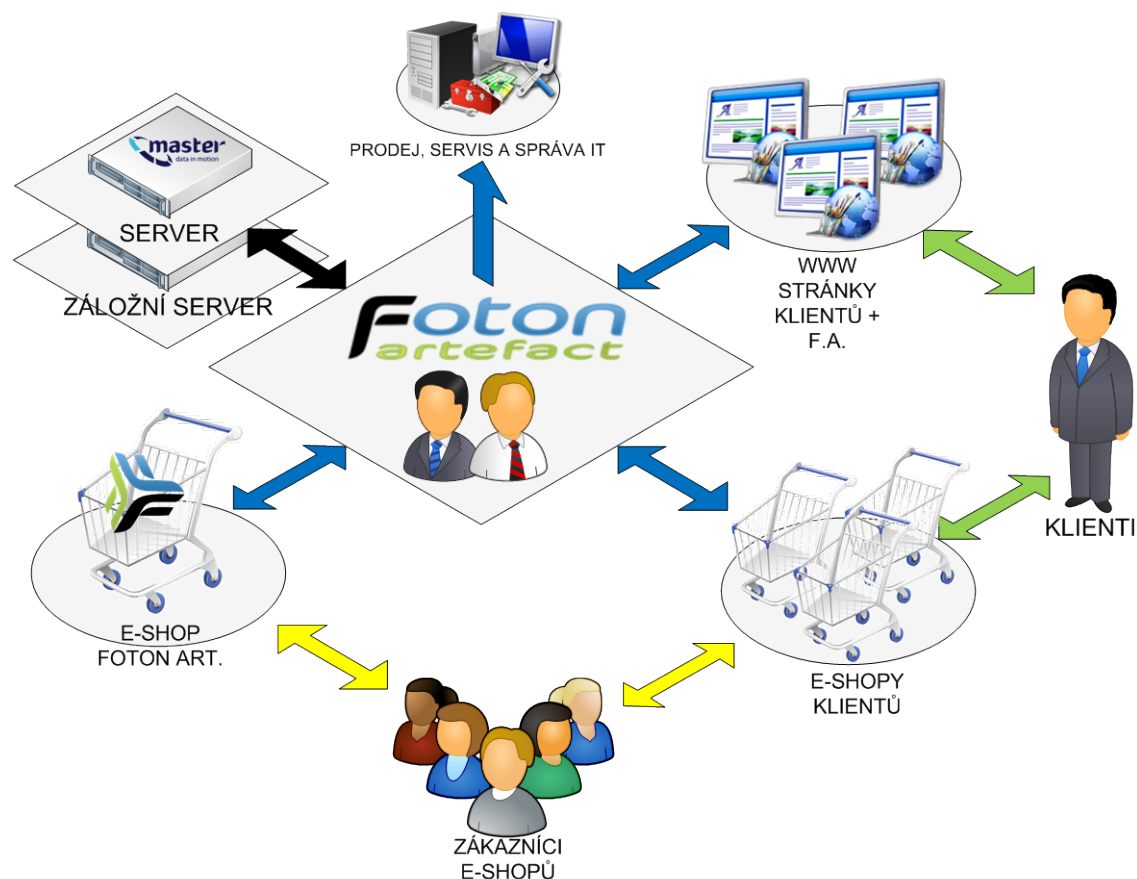 PRODEJ, SERVIS A SPRÁVA IT
master
data in motion
SERVER
ZÁLOŽNÍ SERVER
Foton
artefact
WWW
STRÁNKY
KLIENTŮ +
F.A.
KLIENTI
E-SHOP
FOTON ART.
E-SHOPY
KLIENTŮ
ZÁKAZNÍCI
E-SHOPŮ